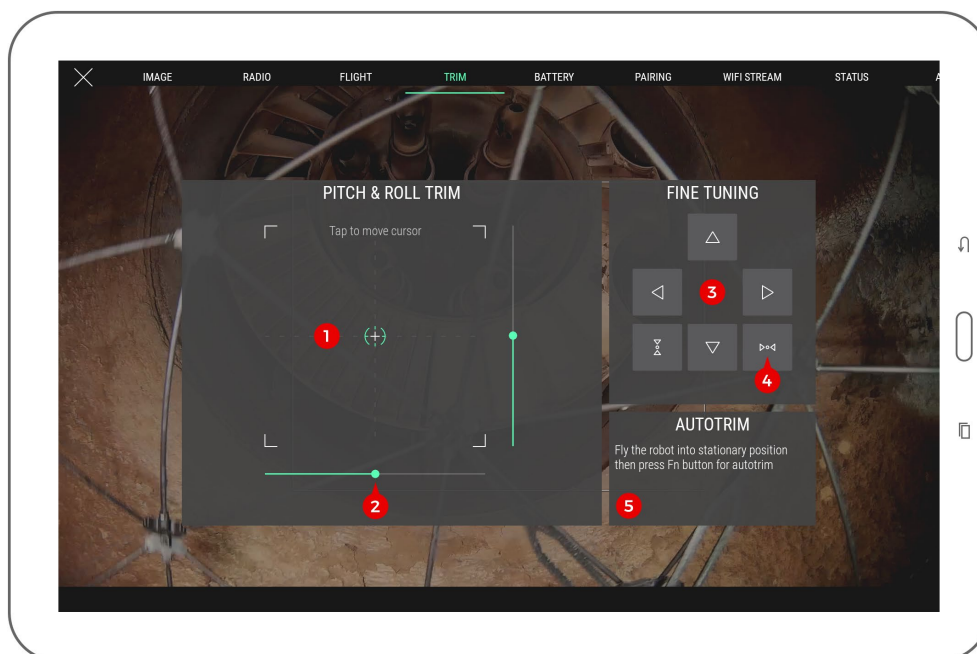 IMAGE RADIO FLIGHT TRIM BATTERY PAIRING WIFI STREAM STATUS A
PITCH & ROLL TRIM
Tap to move cursor
1
2
FINE TUNING
3
4
AUTOTRIM
Fly the robot into stationary position
then press Fn button for autotrim
5